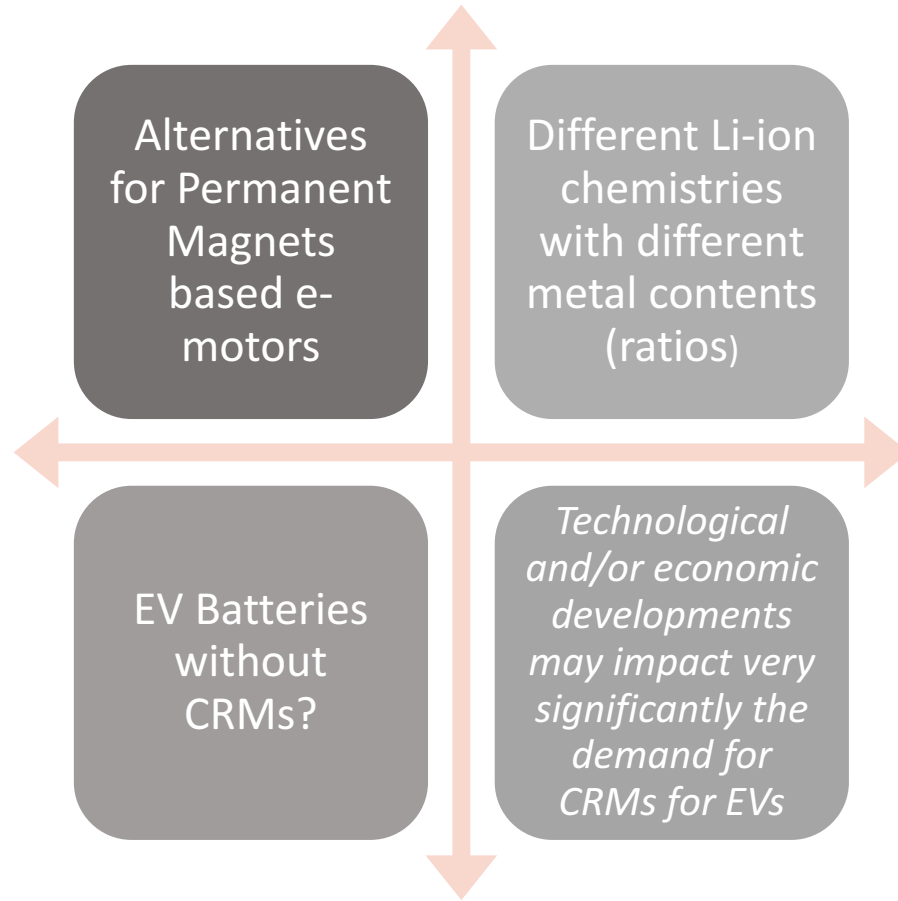 Alternatives
for Permanent
Magnets
based e-
motors
Different Li-ion
chemistries
with different
metal contents
(ratios)
EV Batteries
without
CRMs?
Technological
and/or economic
developments
may impact very
significantly the
demand for
CRMs for EVs